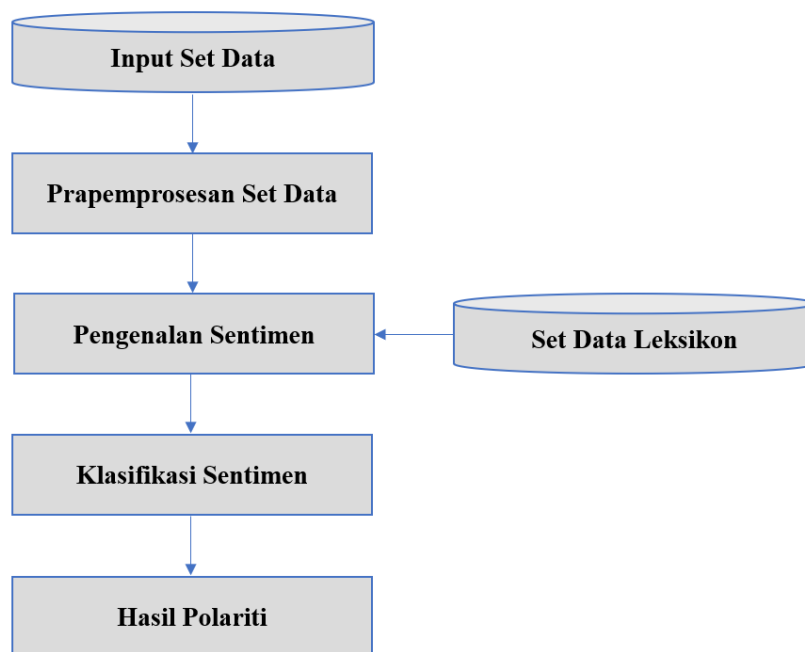 Input Set Data
Prapemprosesan Set Data
Pengenalan Sentimen
Set Data Leksikon
Klasifikasi Sentimen
Hasil Polariti